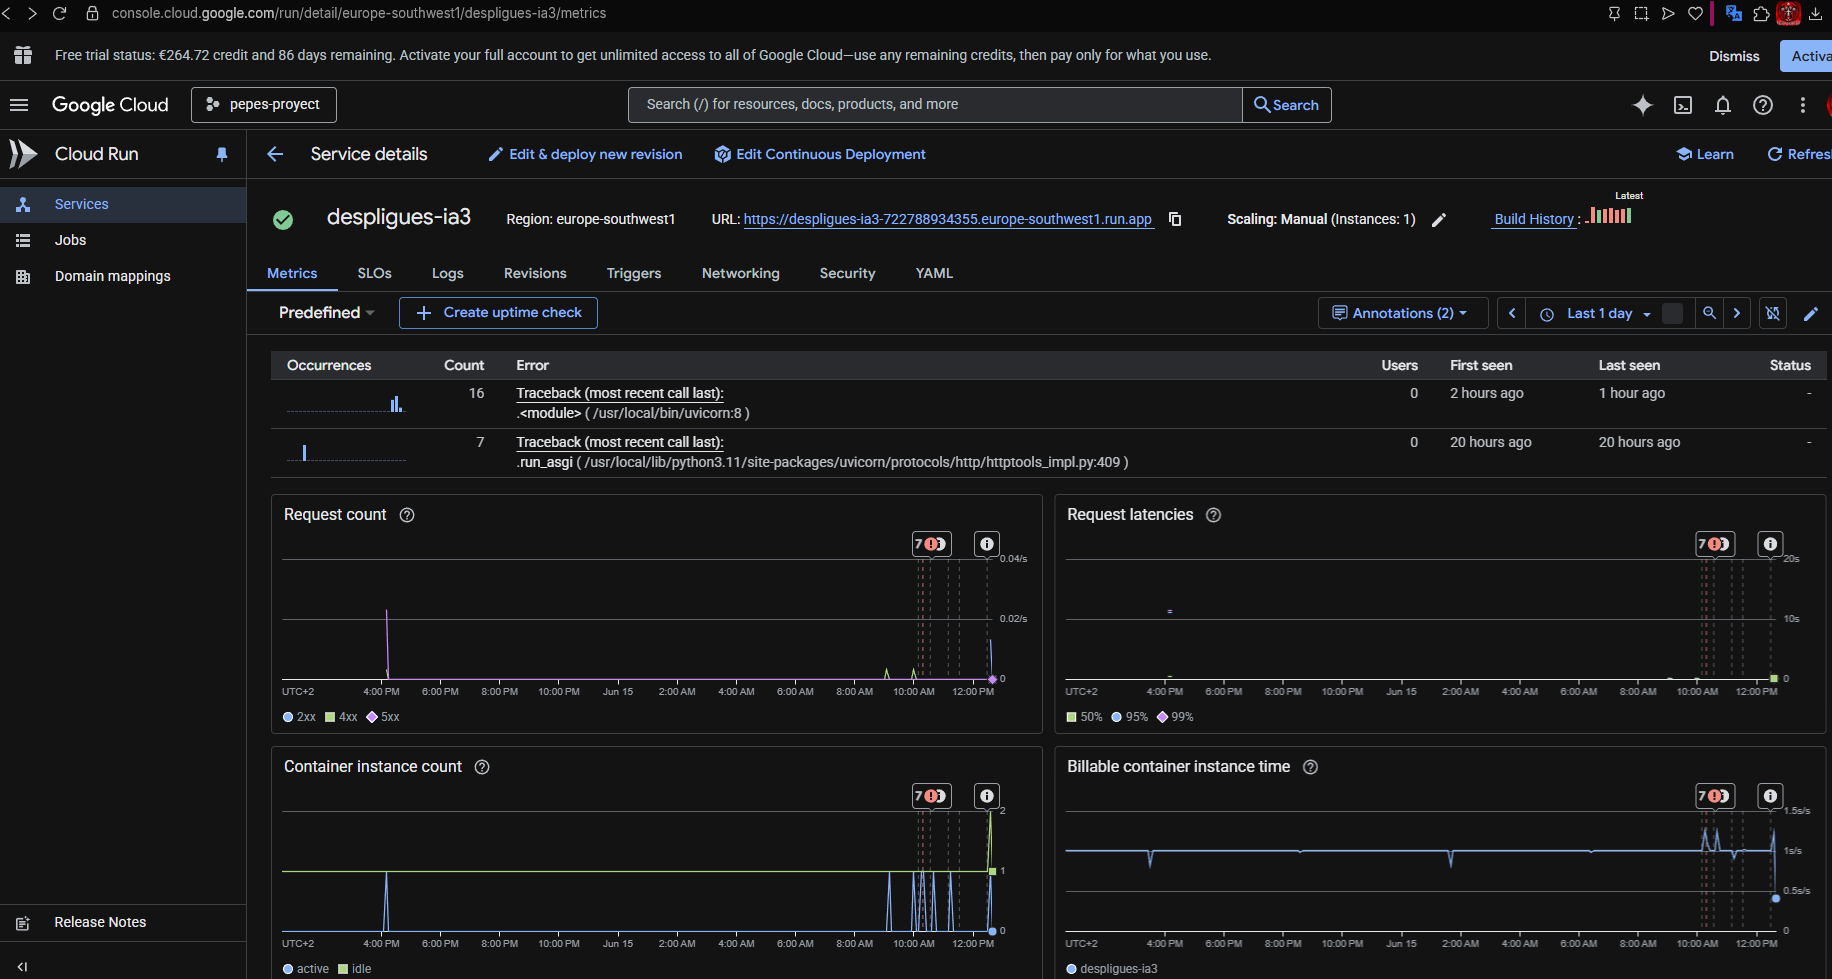 console.cloud.google.com/run/detail/europe-southwest1/despligues-ia3/metrics
Free trial status: €264.72 credit and 86 days remaining. Activate your full account to get unlimited access to all of Google Cloud—use any remaining credits, then pay only for what you use.
Dismiss
Activa
Google Cloud
pepes-proyect
Search (/) for resources, docs, products, and more
Search
Cloud Run
Service details
Edit & deploy new revision
Edit Continuous Deployment
Learn
Refres
Services
Jobs
Domain mappings
despligues-ia3
Region: europe-southwest1
URL: https://despligues-ia3-722788934355.europe-southwest1.run.app
Scaling: Manual (Instances: 1)
Build History :
Latest
Metrics
SLOs
Logs
Revisions
Triggers
Networking
Security
YAML
Predefined
Create uptime check
Annotations (2)
Last 1 day
Occurrences Count Error Users First seen Last seen Status
16 Traceback (most recent call last): 0 2 hours ago 1 hour ago -
.<module> ( /usr/local/bin/uvicorn:8 )
7 Traceback (most recent call last): 0 20 hours ago 20 hours ago -
.run_asgi ( /usr/local/lib/python3.11/site-packages/uvicorn/protocols/http/httptools_impl.py:409 )
Request count
7
0.04/s
0.02/s
0
UTC+2 4:00 PM 6:00 PM 8:00 PM 10:00 PM Jun 15 2:00 AM 4:00 AM 6:00 AM 8:00 AM 10:00 AM 12:00 PM
2xx 4xx 5xx
Request latencies
7
20s
10s
0
UTC+2 4:00 PM 6:00 PM 8:00 PM 10:00 PM Jun 15 2:00 AM 4:00 AM 6:00 AM 8:00 AM 10:00 AM 12:00 PM
50% 95% 99%
Container instance count
7
2
1
0
UTC+2 4:00 PM 6:00 PM 8:00 PM 10:00 PM Jun 15 2:00 AM 4:00 AM 6:00 AM 8:00 AM 10:00 AM 12:00 PM
active idle
Billable container instance time
7
1.5s/s
1s/s
0.5s/s
0
UTC+2 4:00 PM 6:00 PM 8:00 PM 10:00 PM Jun 15 2:00 AM 4:00 AM 6:00 AM 8:00 AM 10:00 AM 12:00 PM
despligues-ia3
Release Notes